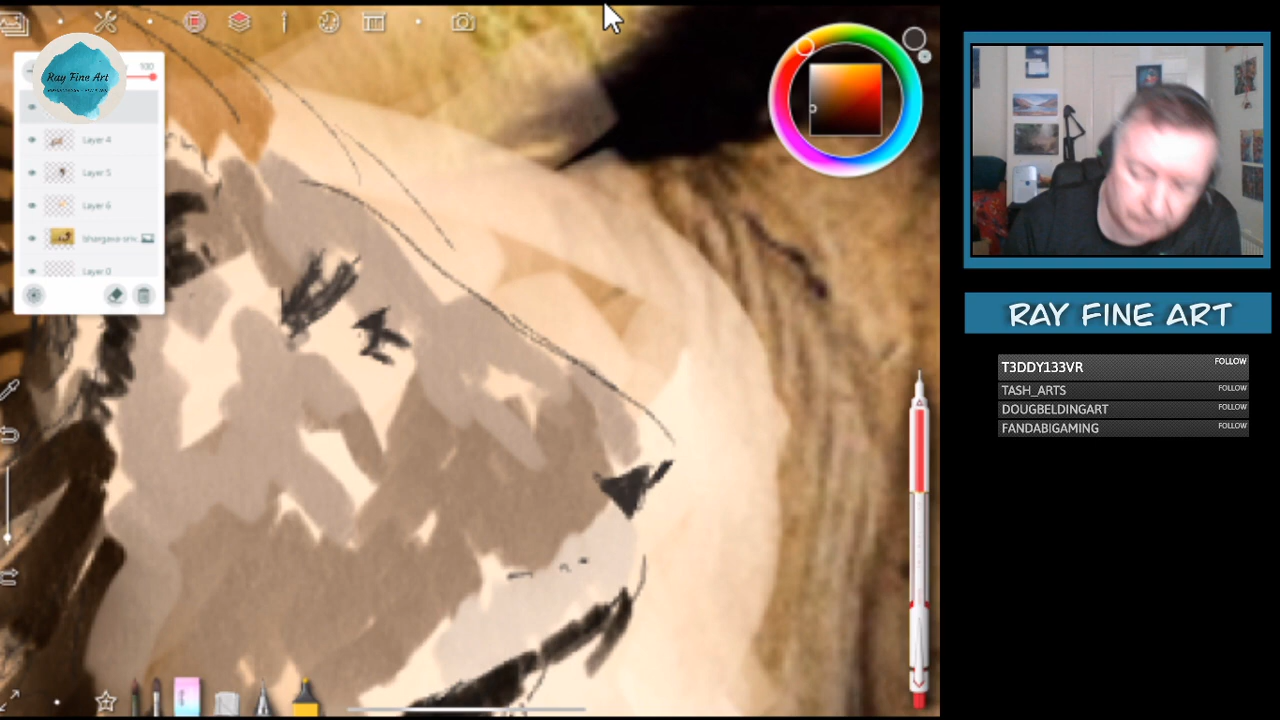 Ray Fine Art
100
Layer 4
Layer 5
Layer 6
Layer 0
RAY FINE ART
T3DDY133VR FOLLOW
TASH_ARTS FOLLOW
DOUGBELDINGART FOLLOW
FANDABIGAMING FOLLOW